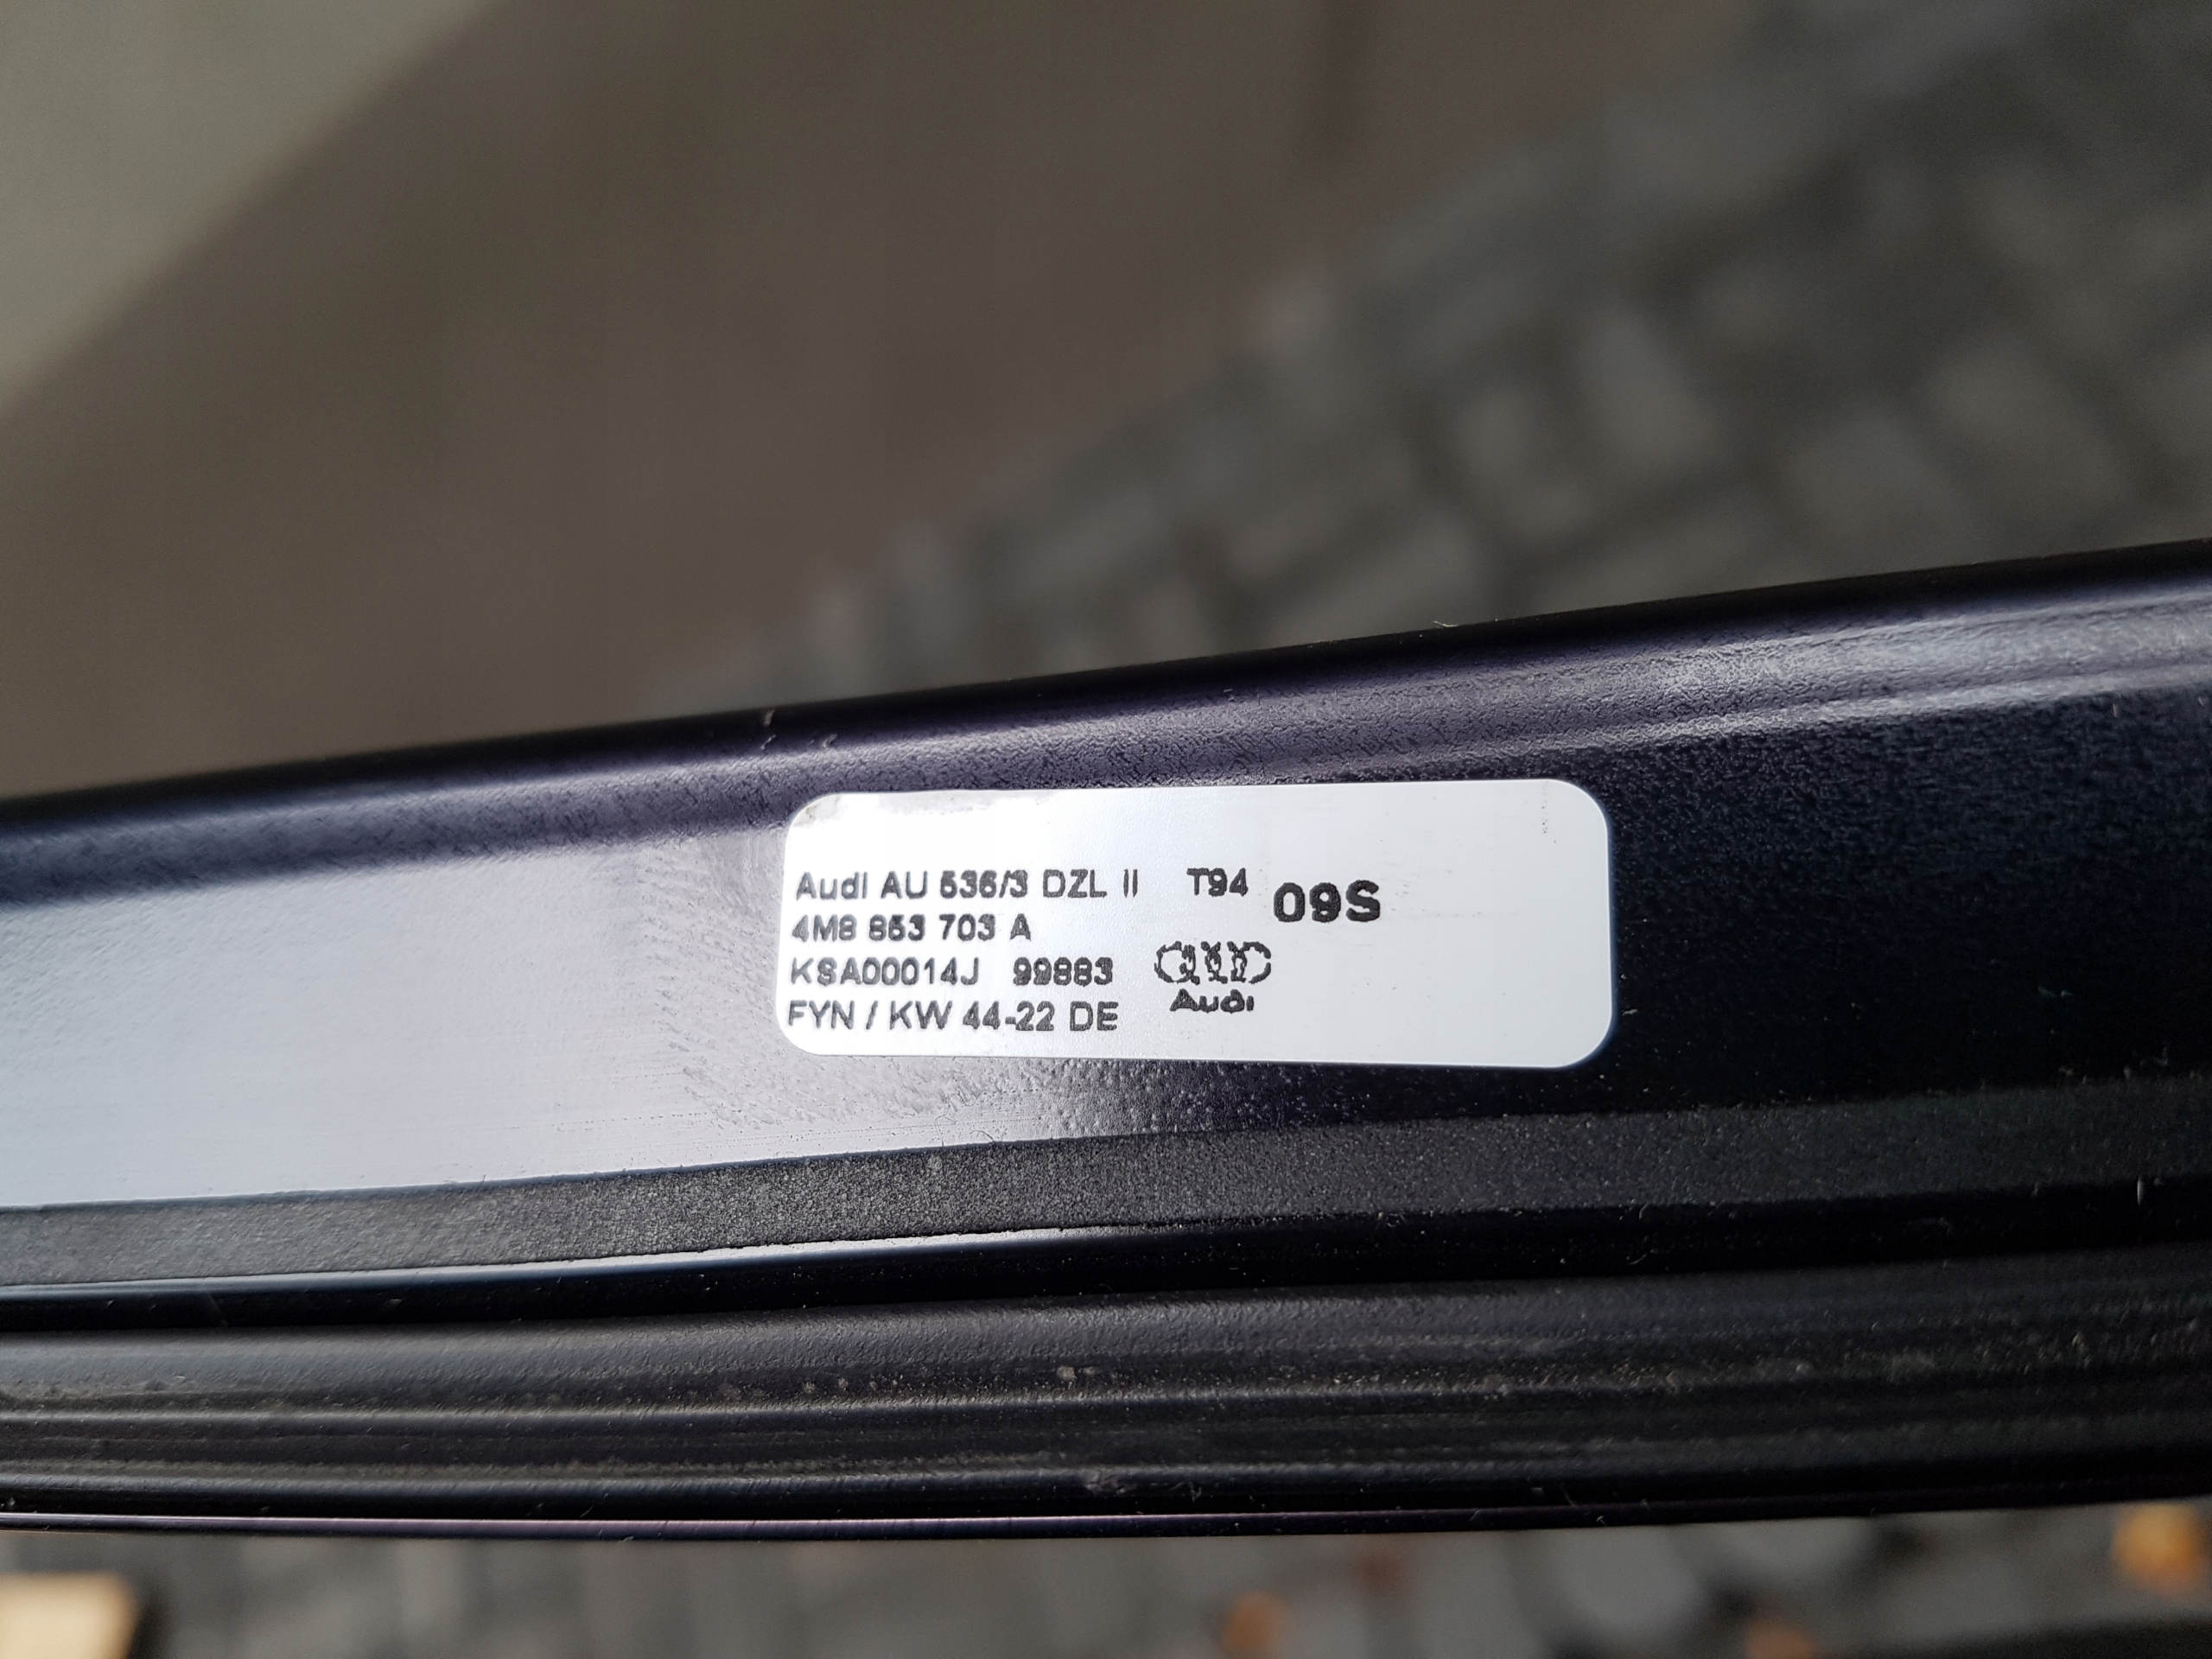 Audi AU 536/3 DZL II T94 09S
4M8 853 703 A
KSA00014J 99883
Audi
FYN / KW 44-22 DE